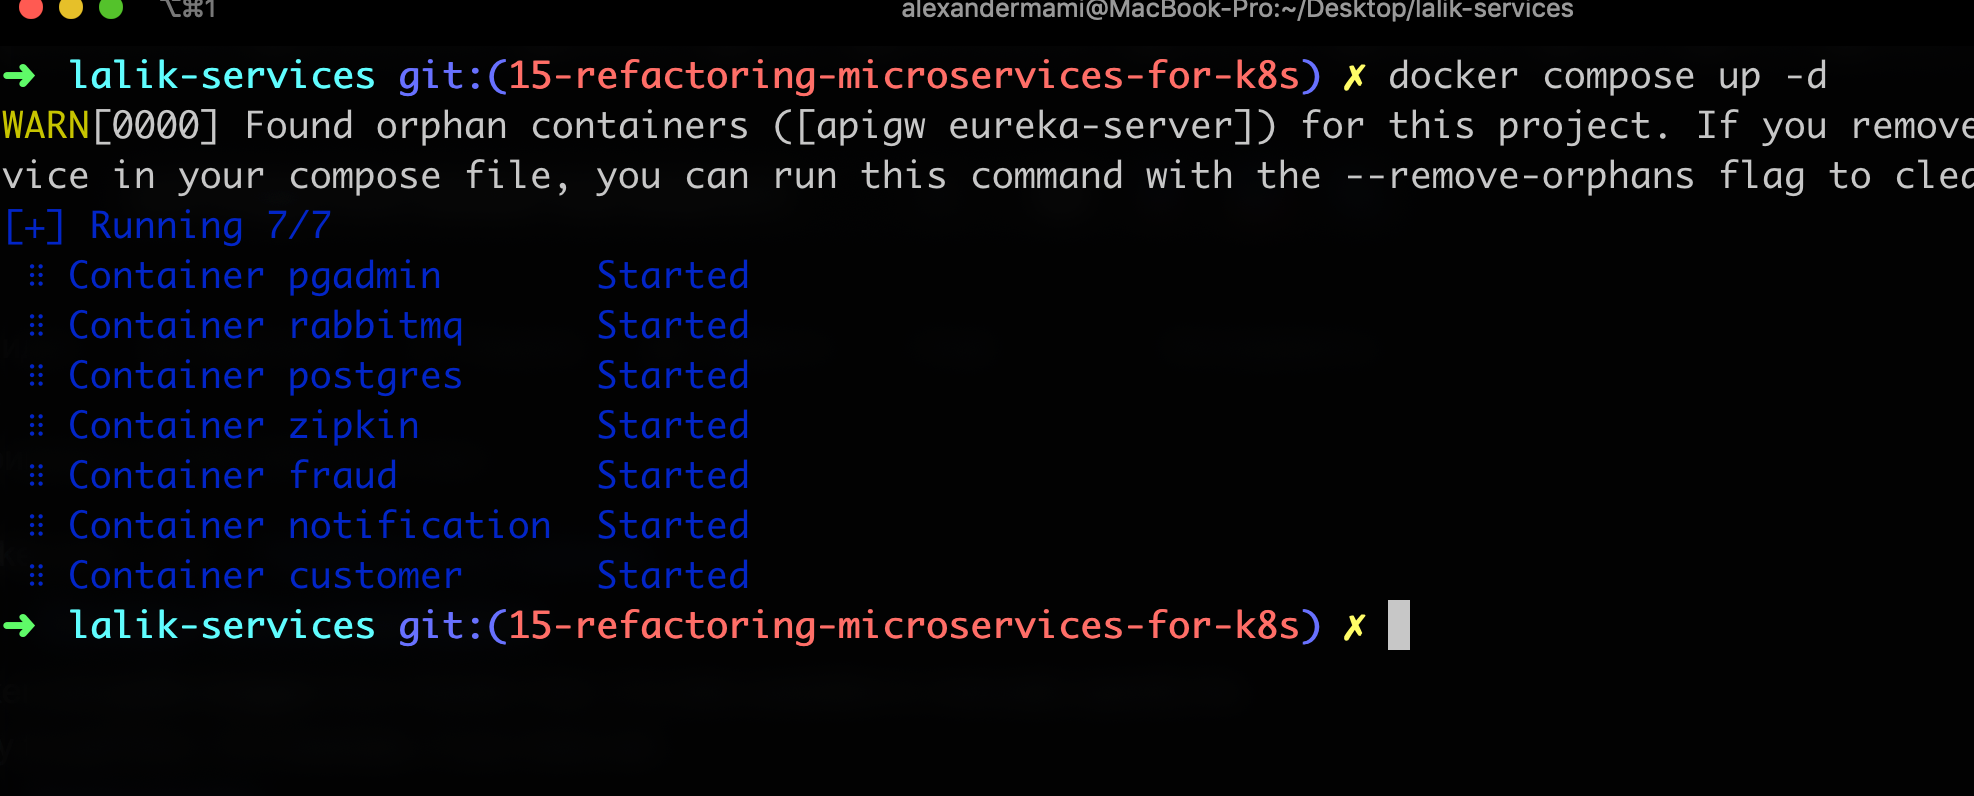 ⌥⌘1 alexandermami@MacBook-Pro:~/Desktop/lalik-services
➜ lalik-services git:(15-refactoring-microservices-for-k8s) ✗ docker compose up -d
WARN[0000] Found orphan containers ([apigw eureka-server]) for this project. If you remove
vice in your compose file, you can run this command with the --remove-orphans flag to clea
[+] Running 7/7
⠿ Container pgadmin Started
⠿ Container rabbitmq Started
⠿ Container postgres Started
⠿ Container zipkin Started
⠿ Container fraud Started
⠿ Container notification Started
⠿ Container customer Started
➜ lalik-services git:(15-refactoring-microservices-for-k8s) ✗